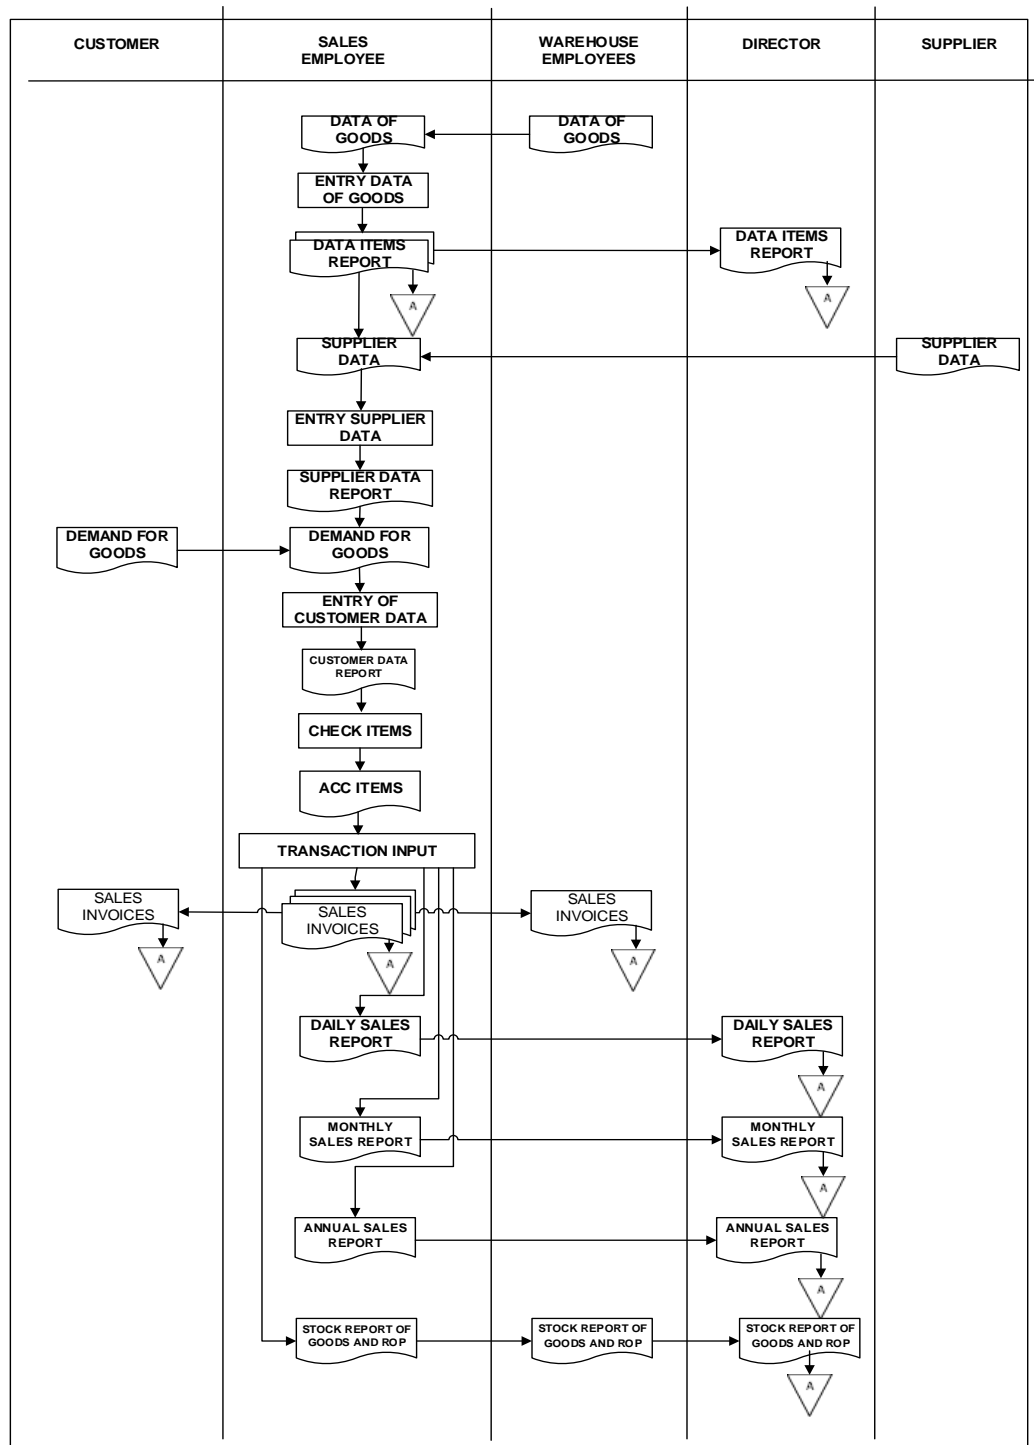 CUSTOMER
SALES
EMPLOYEE
WAREHOUSE
EMPLOYEES
DIRECTOR
SUPPLIER
DATA OF
GOODS
DATA OF
GOODS
ENTRY DATA
OF GOODS
DATA ITEMS
REPORT
DATA ITEMS
REPORT
A
A
SUPPLIER
DATA
SUPPLIER
DATA
ENTRY SUPPLIER
DATA
SUPPLIER DATA
REPORT
DEMAND FOR
GOODS
DEMAND FOR
GOODS
ENTRY OF
CUSTOMER DATA
CUSTOMER DATA
REPORT
CHECK ITEMS
ACC ITEMS
TRANSACTION INPUT
SALES
INVOICES
SALES
INVOICES
SALES
INVOICES
A
A
A
DAILY SALES
REPORT
DAILY SALES
REPORT
A
MONTHLY
SALES REPORT
MONTHLY
SALES REPORT
A
ANNUAL SALES
REPORT
ANNUAL SALES
REPORT
A
STOCK REPORT OF
GOODS AND ROP
STOCK REPORT OF
GOODS AND ROP
STOCK REPORT OF
GOODS AND ROP
A